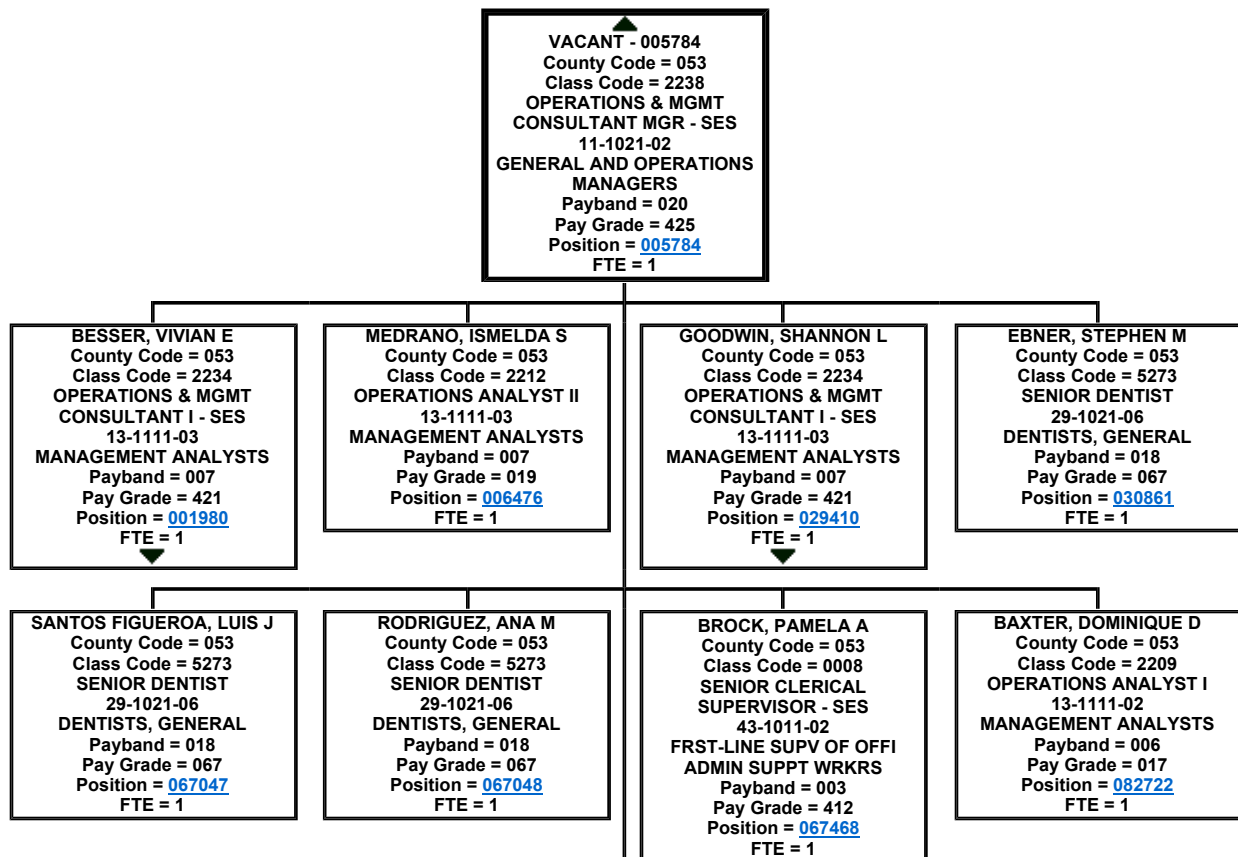 VACANT - 005784
County Code = 053
Class Code = 2238
OPERATIONS & MGMT
CONSULTANT MGR - SES
11-1021-02
GENERAL AND OPERATIONS
MANAGERS
Payband = 020
Pay Grade = 425
Position = 005784
FTE = 1
BESSER, VIVIAN E
County Code = 053
Class Code = 2234
OPERATIONS & MGMT
CONSULTANT I - SES
13-1111-03
MANAGEMENT ANALYSTS
Payband = 007
Pay Grade = 421
Position = 001980
FTE = 1
MEDRANO, ISMELDA S
County Code = 053
Class Code = 2212
OPERATIONS ANALYST II
13-1111-03
MANAGEMENT ANALYSTS
Payband = 007
Pay Grade = 019
Position = 006476
FTE = 1
GOODWIN, SHANNON L
County Code = 053
Class Code = 2234
OPERATIONS & MGMT
CONSULTANT I - SES
13-1111-03
MANAGEMENT ANALYSTS
Payband = 007
Pay Grade = 421
Position = 029410
FTE = 1
EBNER, STEPHEN M
County Code = 053
Class Code = 5273
SENIOR DENTIST
29-1021-06
DENTISTS, GENERAL
Payband = 018
Pay Grade = 067
Position = 030861
FTE = 1
SANTOS FIGUEROA, LUIS J
County Code = 053
Class Code = 5273
SENIOR DENTIST
29-1021-06
DENTISTS, GENERAL
Payband = 018
Pay Grade = 067
Position = 067047
FTE = 1
RODRIGUEZ, ANA M
County Code = 053
Class Code = 5273
SENIOR DENTIST
29-1021-06
DENTISTS, GENERAL
Payband = 018
Pay Grade = 067
Position = 067048
FTE = 1
BROCK, PAMELA A
County Code = 053
Class Code = 0008
SENIOR CLERICAL
SUPERVISOR - SES
43-1011-02
FRST-LINE SUPV OF OFFI
ADMIN SUPPT WRKRS
Payband = 003
Pay Grade = 412
Position = 067468
FTE = 1
BAXTER, DOMINIQUE D
County Code = 053
Class Code = 2209
OPERATIONS ANALYST I
13-1111-02
MANAGEMENT ANALYSTS
Payband = 006
Pay Grade = 017
Position = 082722
FTE = 1